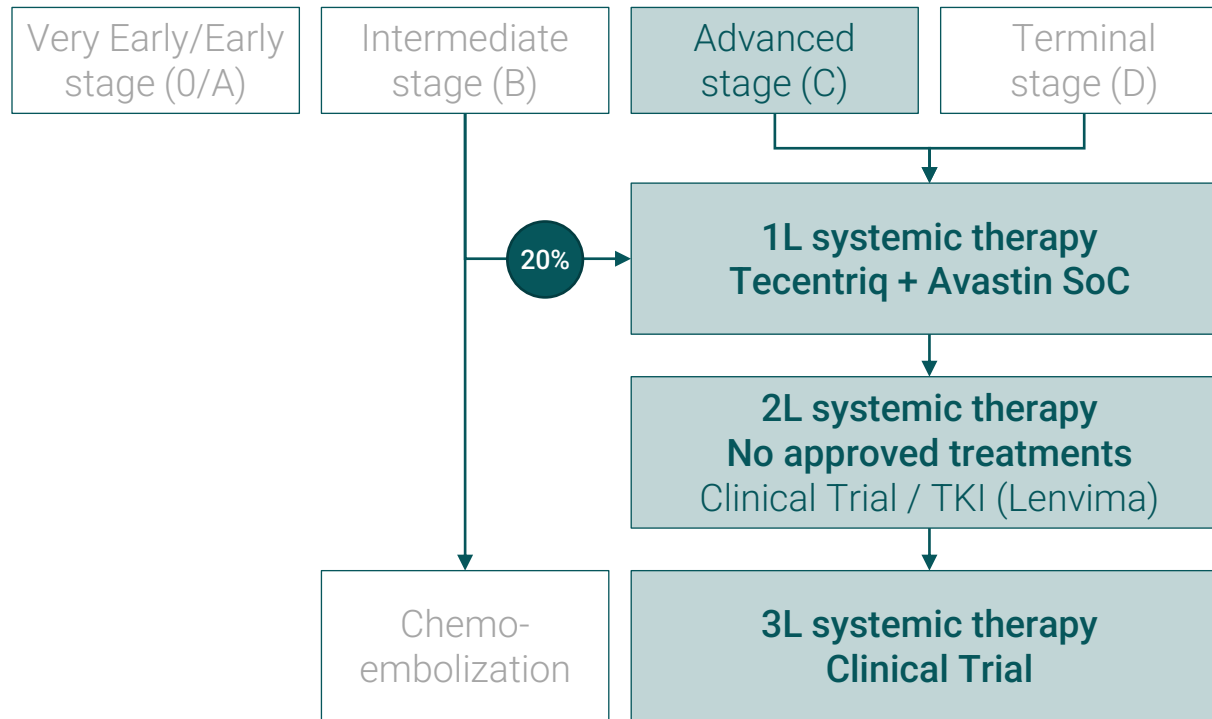 Very Early/Early
stage (0/A)
Intermediate
stage (B)
Advanced
stage (C)
Terminal
stage (D)
20%
1L systemic therapy
Tecentriq + Avastin SoC
2L systemic therapy
No approved treatments
Clinical Trial / TKI (Lenvima)
Chemo-
embolization
3L systemic therapy
Clinical Trial